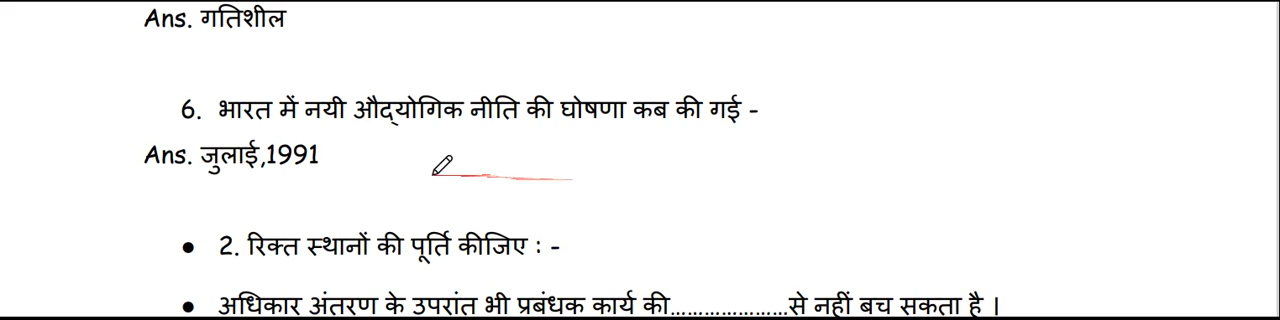 Ans. गतिशील
6. भारत में नयी औद्योगिक नीति की घोषणा कब की गई -
Ans. जुलाई,1991
● 2. रिक्त स्थानों की पूर्ति कीजिए : -
● अधिकार अंतरण के उपरांत भी प्रबंधक कार्य की....................से नहीं बच सकता है ।